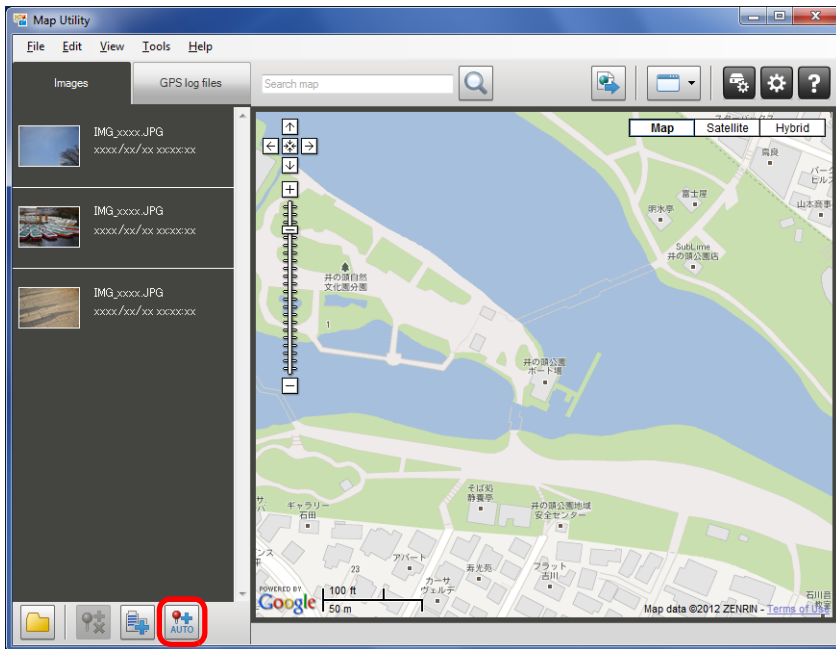 Map Utility
File Edit View Tools Help
Images GPS log files Search map
IMG_xxxx.JPG
xxxx/xx/xx xx:xx:xx
IMG_xxxx.JPG
xxxx/xx/xx xx:xx:xx
IMG_xxxx.JPG
xxxx/xx/xx xx:xx:xx
Map Satellite Hybrid
富士屋
明水亭
山本商事
SubLime
井の頭公園店
井の頭自然
文化園分園
1
井の頭公園
ボート場
そば処
静養亭
ギャラリー
石田
井の頭公園地域
安全センター
アパート
23
カーサ
ヴェルデ
寿光苑
フラット
吉川
石川音
POWERED BY
Google
100 ft
50 m
Map data ©2012 ZENRIN - Terms of Use
AUTO